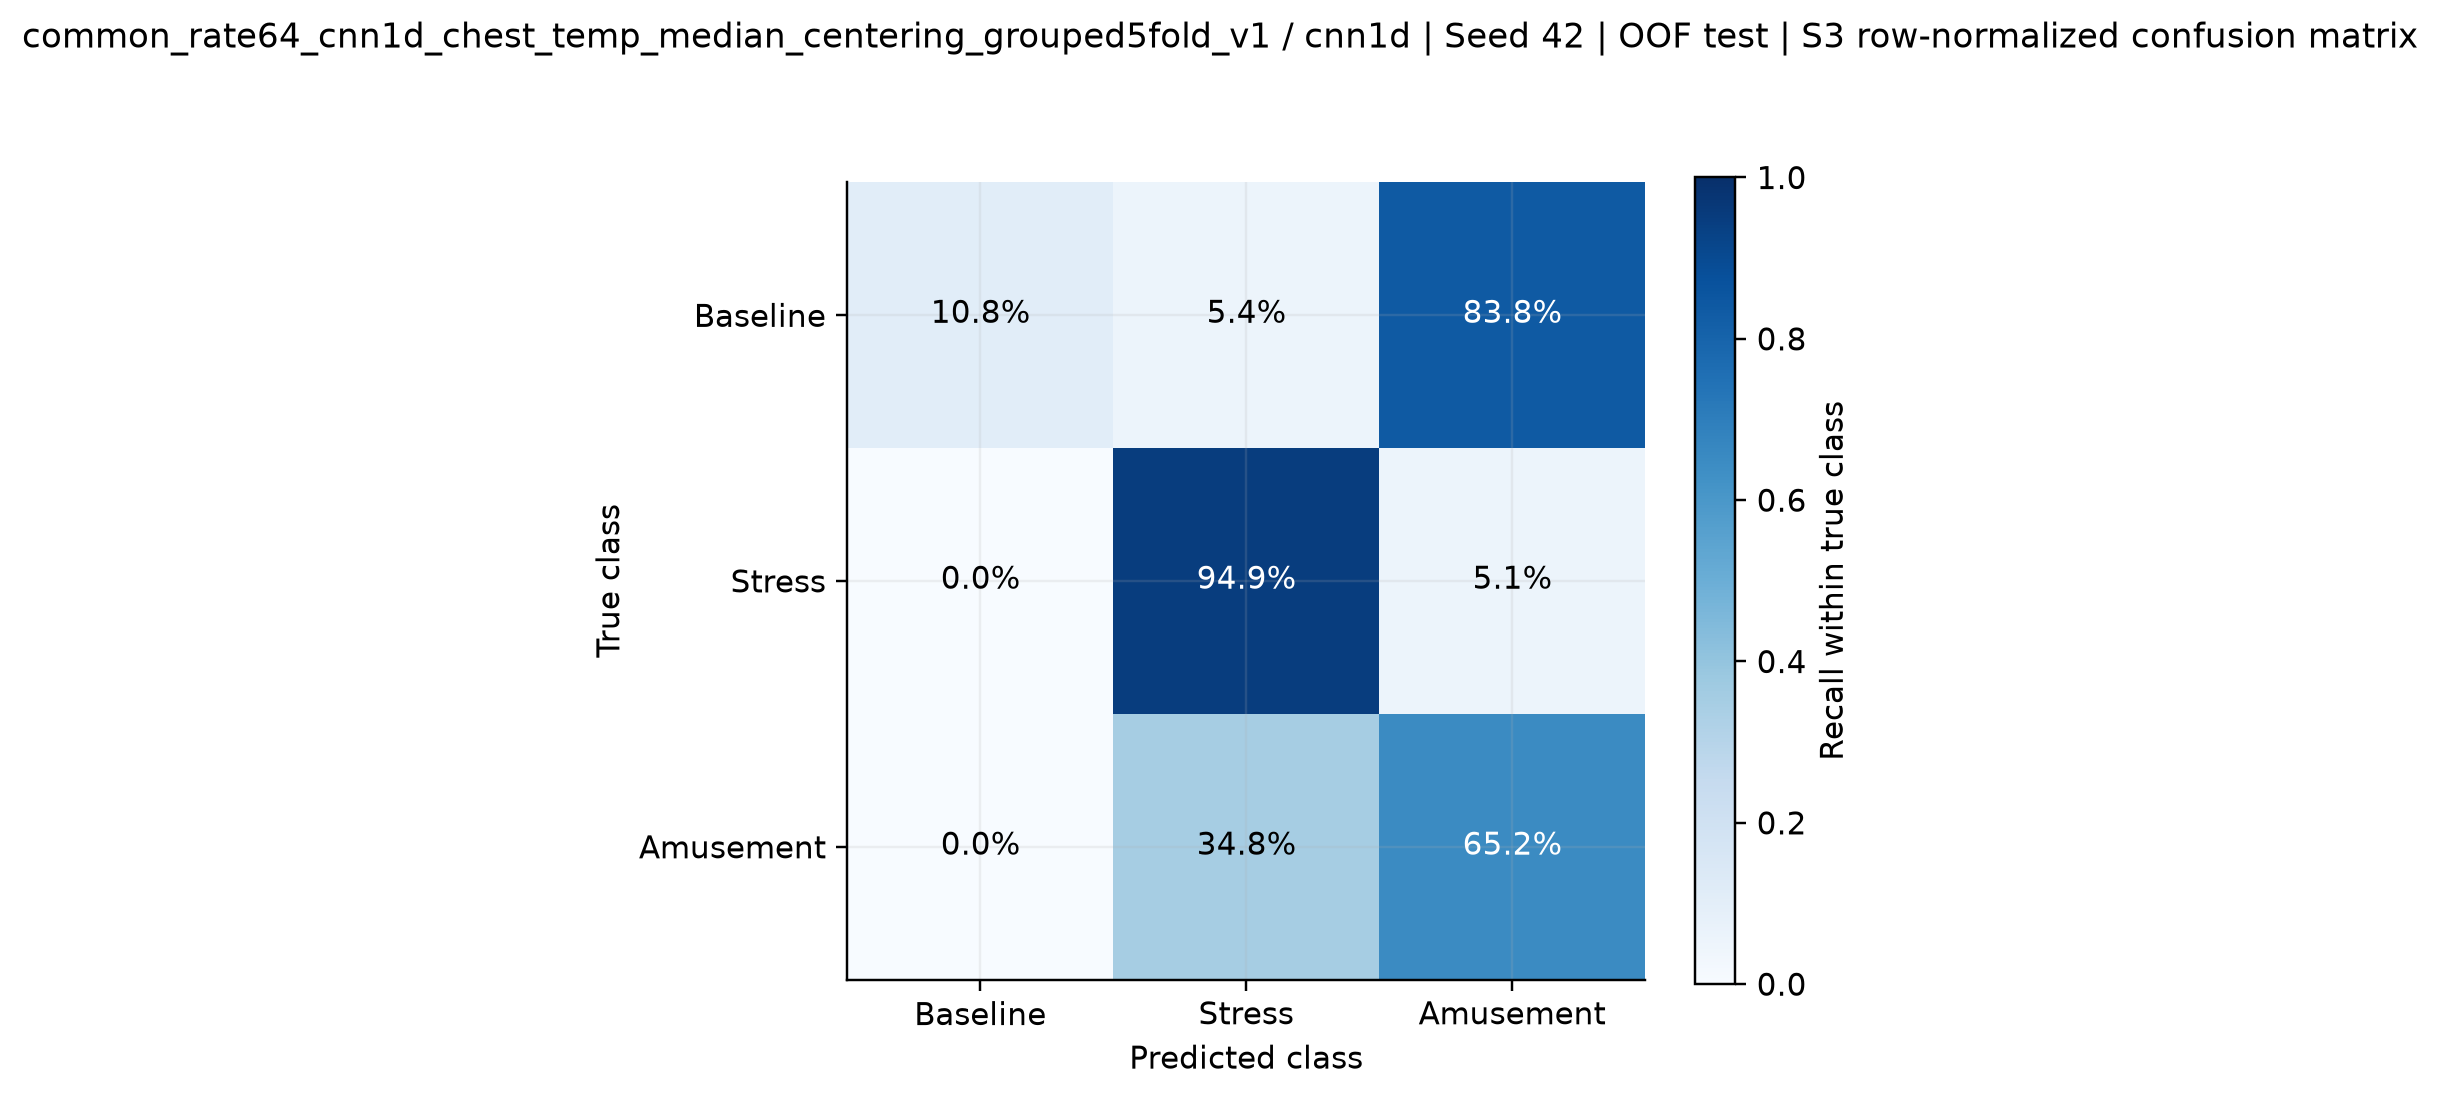 common_rate64_cnn1d_chest_temp_median_centering_grouped5fold_v1 / cnn1d | Seed 42 | OOF test | S3 row-normalized confusion matrix
1.0
Baseline 10.8% 5.4% 83.8%
0.8
0.6
Stress 0.0% 94.9% 5.1%
True class
Recall within true class
0.4
0.2
Amusement 0.0% 34.8% 65.2%
0.0
Baseline Stress Amusement
Predicted class